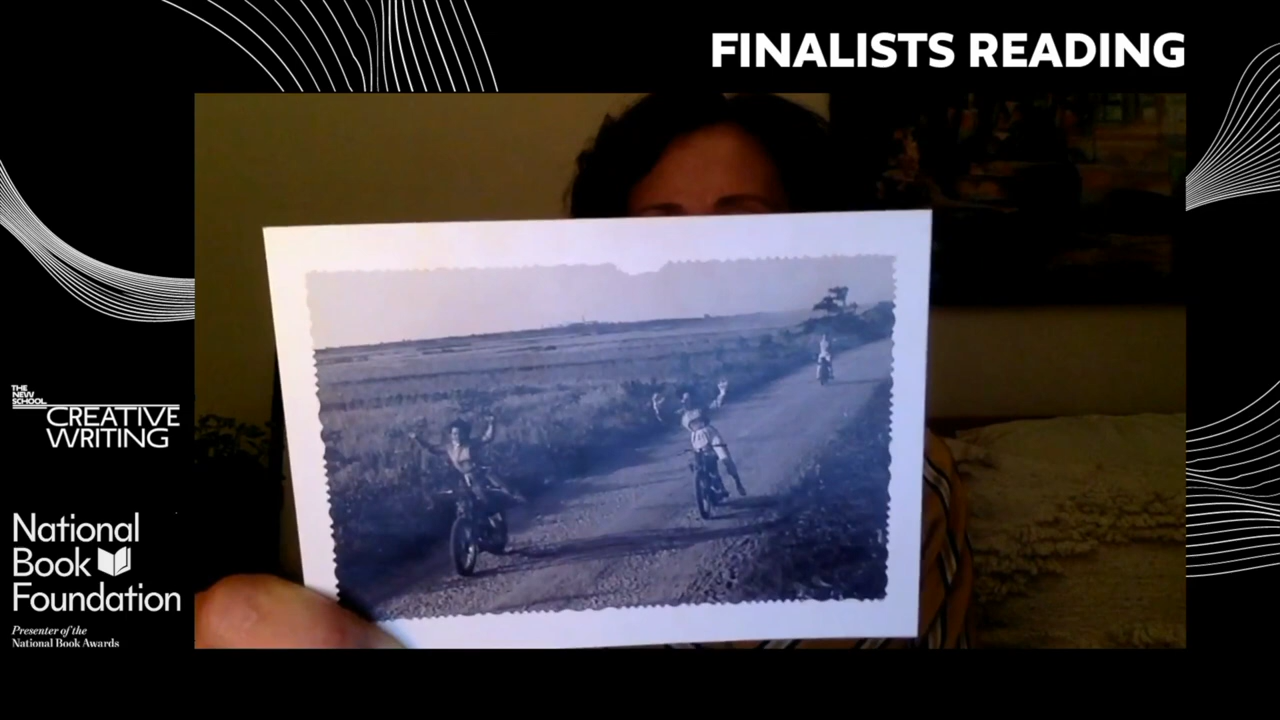 FINALISTS READING
THE
NEW
SCHOOL
CREATIVE
WRITING
National
Book
Foundation
Presenter of the
National Book Awards